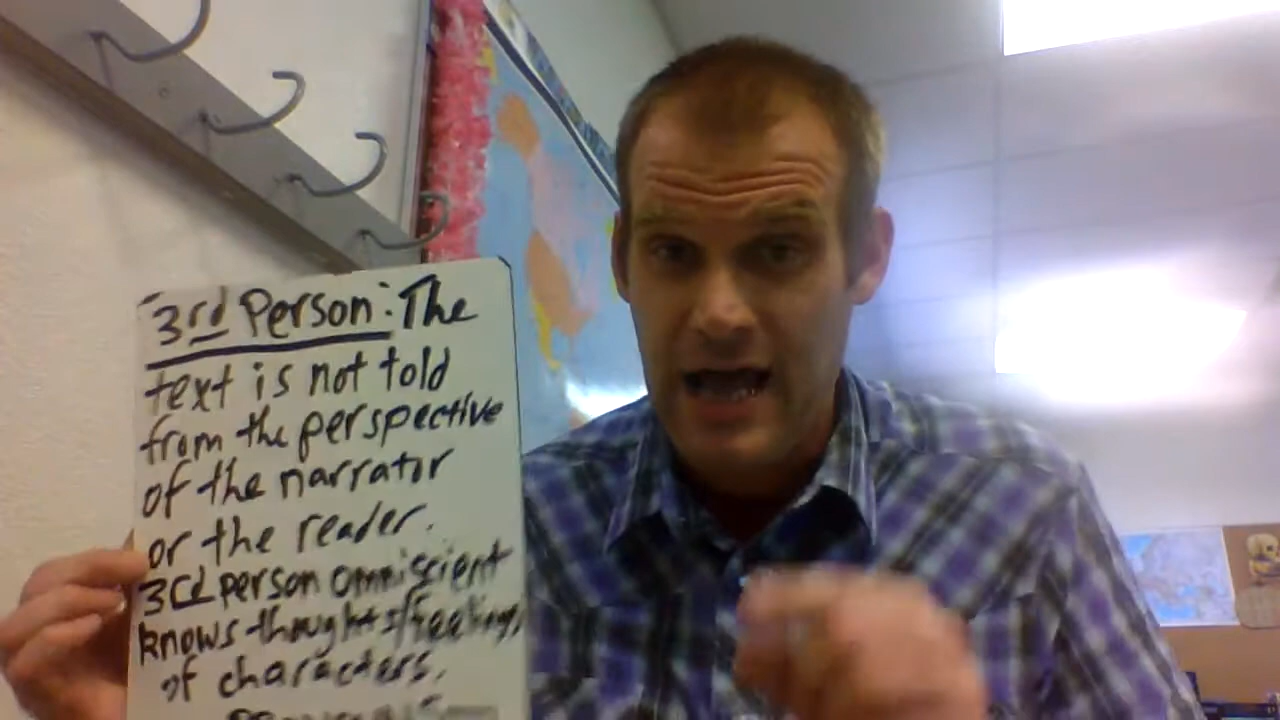 3rd Person: The
text is not told
from the perspective
of the narrator
or the reader.
3rd person omniscient
knows thoughts/feelings
of characters.